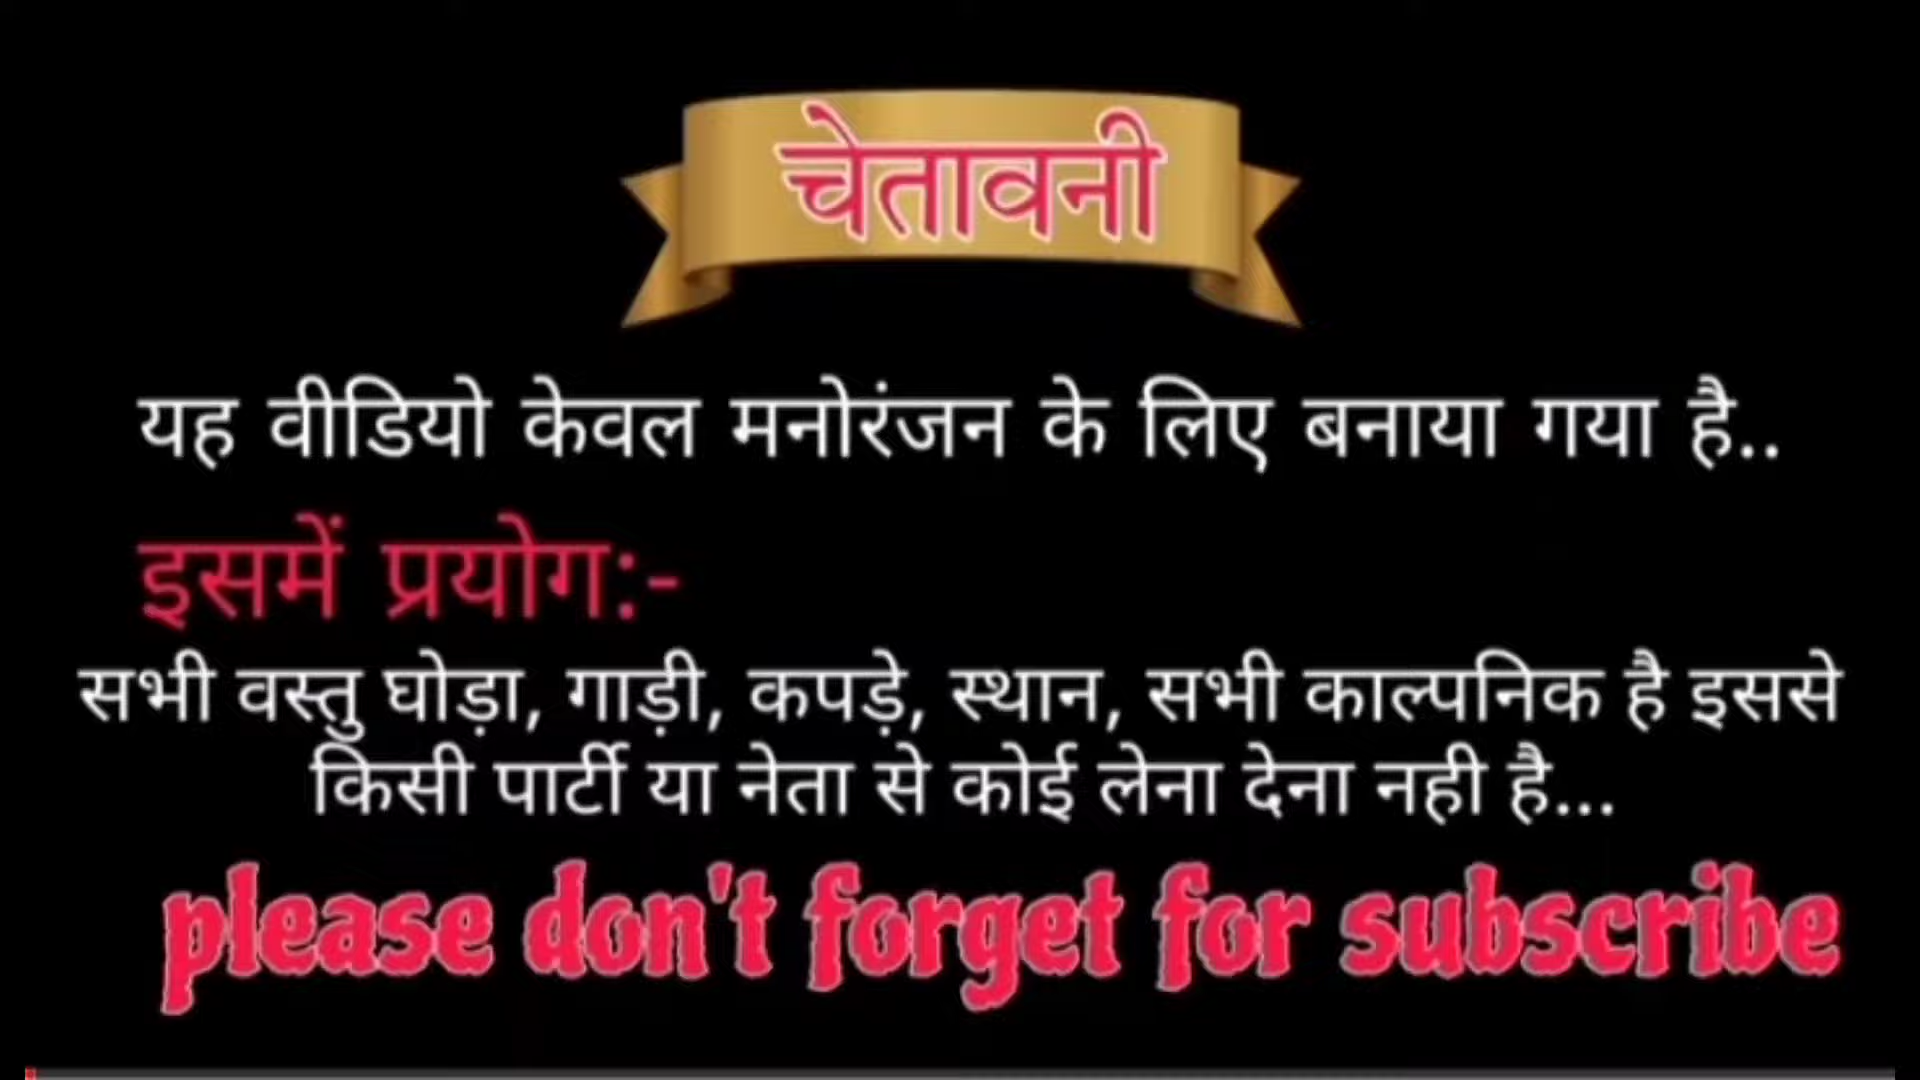 चेतावनी
यह वीडियो केवल मनोरंजन के लिए बनाया गया है..
इसमें प्रयोग:-
सभी वस्तु घोड़ा, गाड़ी, कपड़े, स्थान, सभी काल्पनिक है इससे
किसी पार्टी या नेता से कोई लेना देना नही है...
please don't forget for subscribe